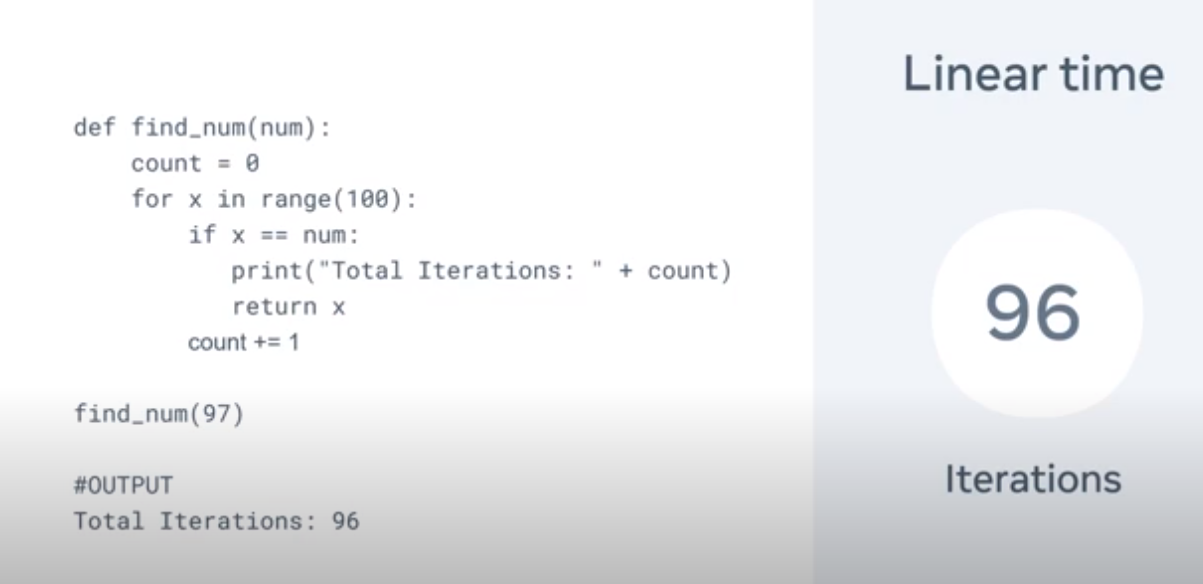 def find_num(num):
    count = 0
    for x in range(100):
        if x == num:
           print("Total Iterations: " + count)
           return x
        count += 1
find_num(97)
#OUTPUT
Total Iterations: 96
Linear time
96
Iterations